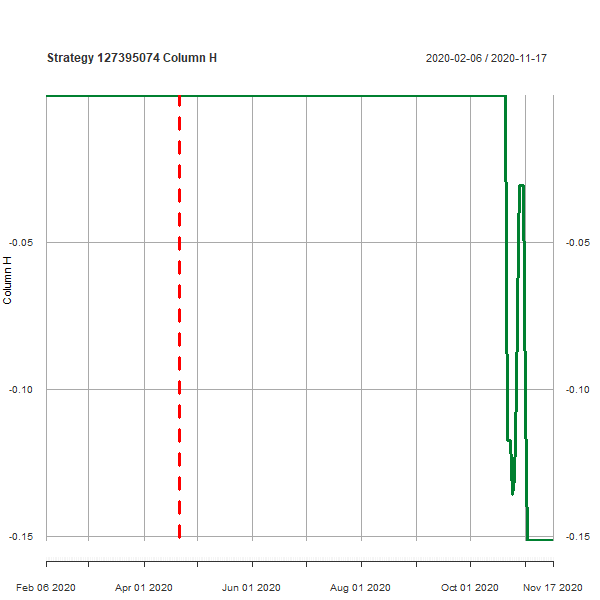 Strategy 127395074 Column H
2020-02-06 / 2020-11-17
Column H
-0.05
-0.05
-0.10
-0.10
-0.15
-0.15
Feb 06 2020
Apr 01 2020
Jun 01 2020
Aug 01 2020
Oct 01 2020
Nov 17 2020